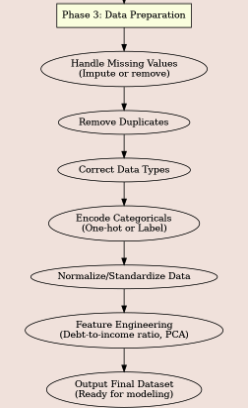 Phase 3: Data Preparation
Handle Missing Values
(Impute or remove)
Remove Duplicates
Correct Data Types
Encode Categoricals
(One-hot or Label)
Normalize/Standardize Data
Feature Engineering
(Debt-to-income ratio, PCA)
Output Final Dataset
(Ready for modeling)